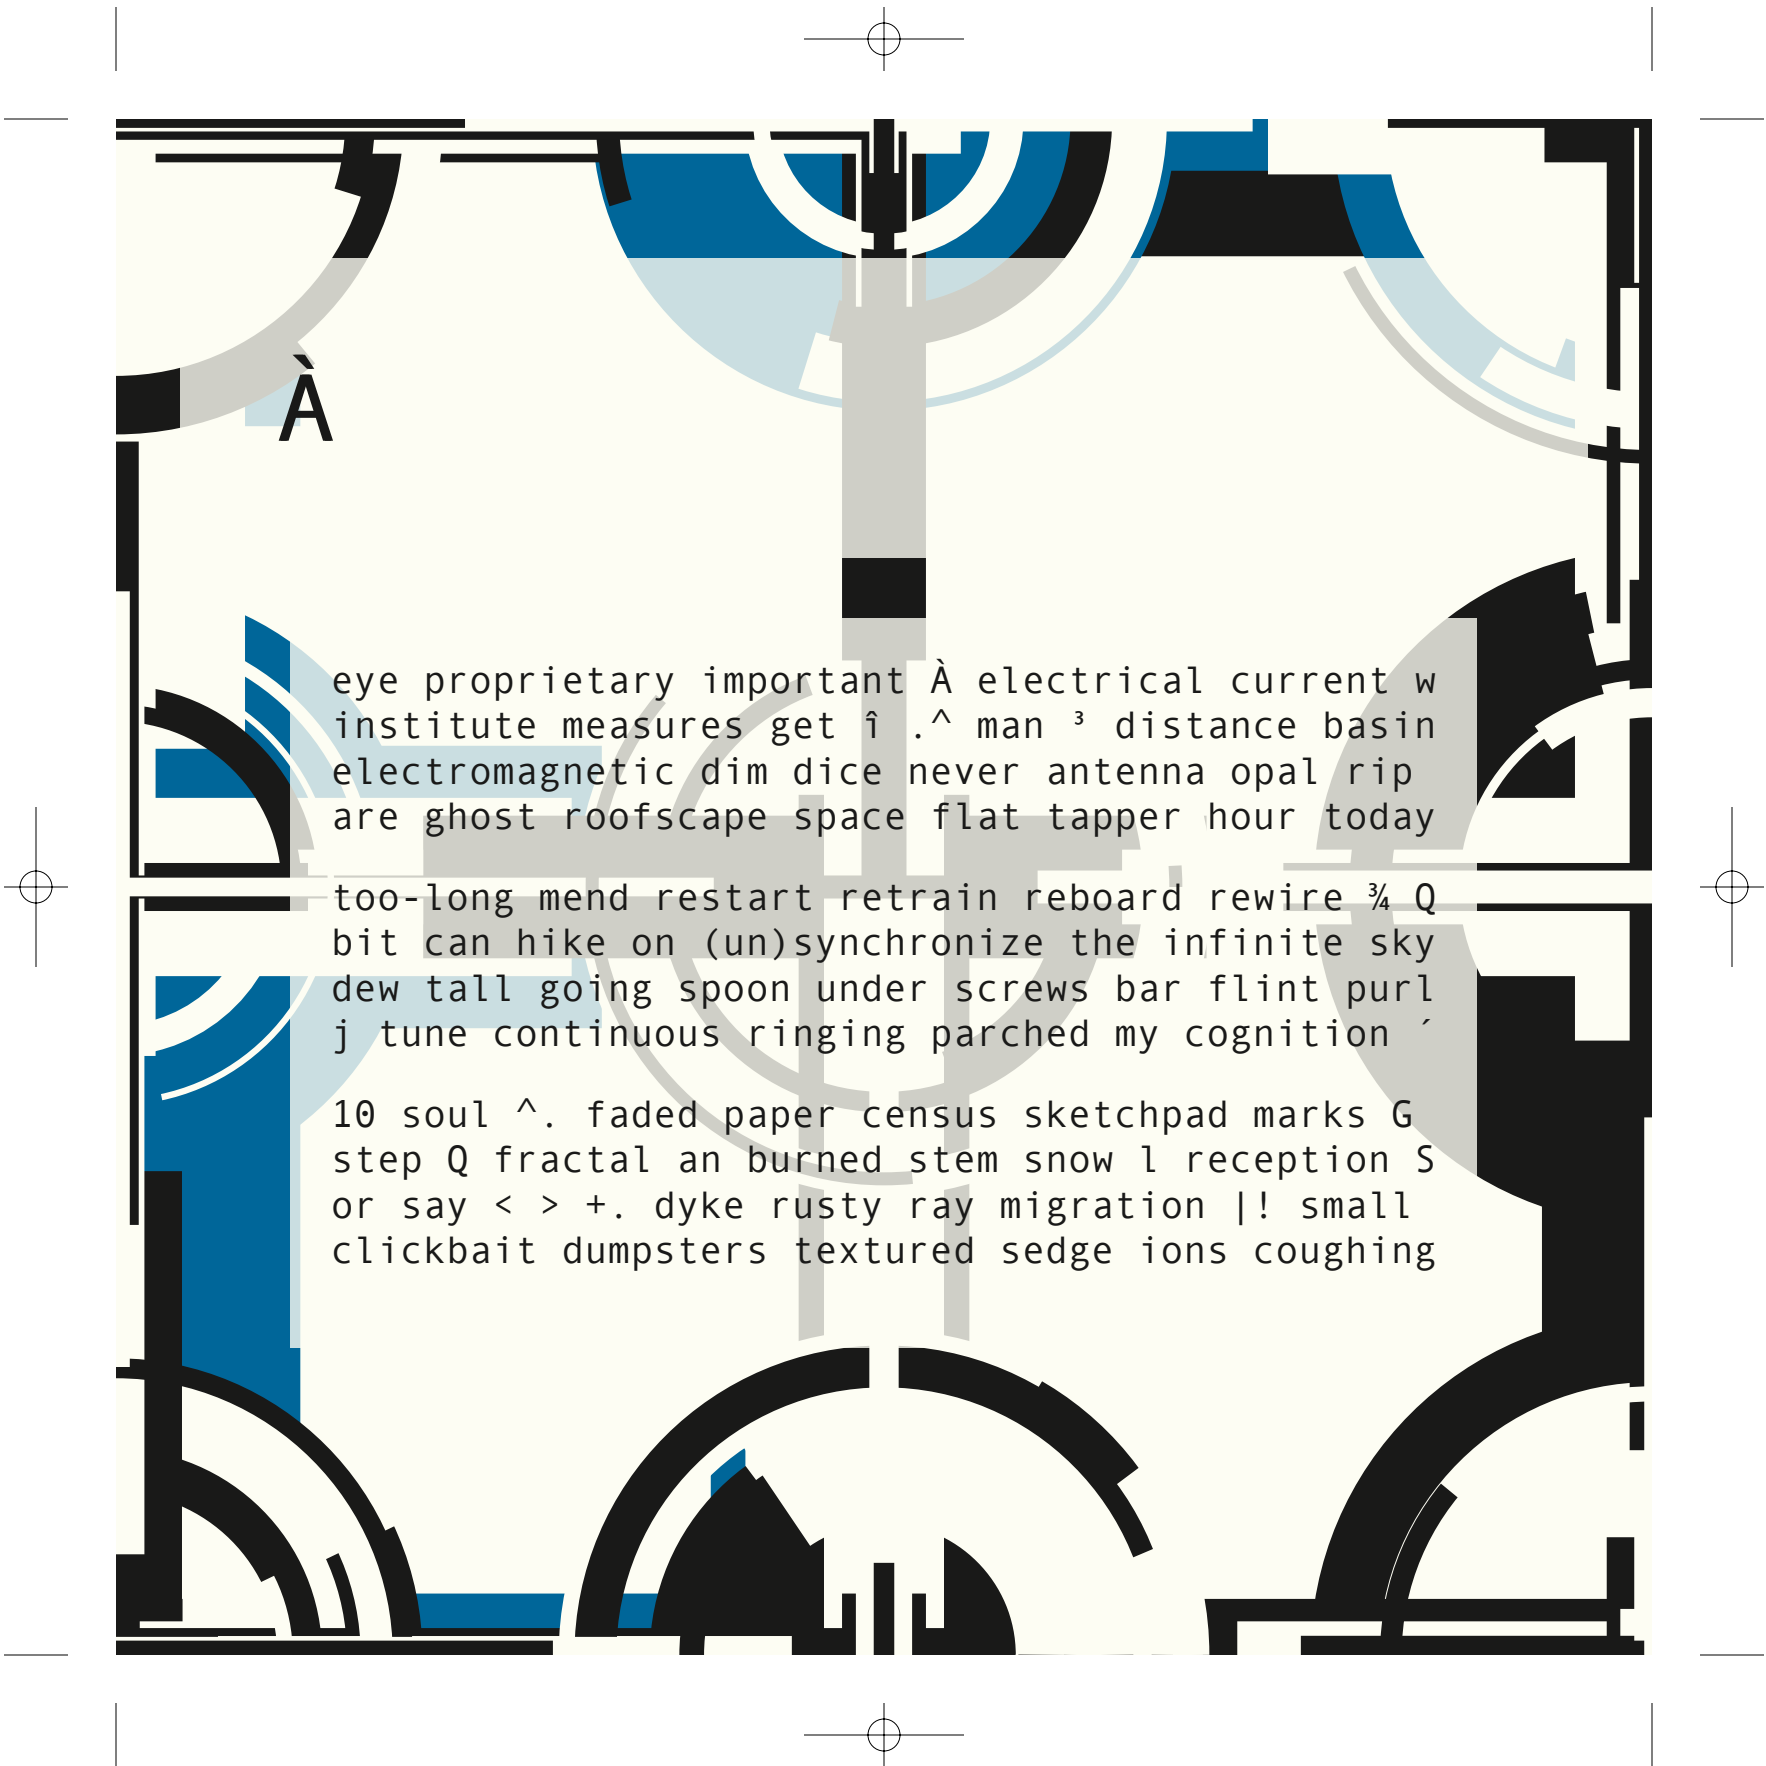 À
eye proprietary important À electrical current w
institute measures get î .^ man ³ distance basin
electromagnetic dim dice never antenna opal rip
are ghost roofscape space flat tapper hour today
too-long mend restart retrain reboard rewire ¾ Q
bit can hike on (un)synchronize the infinite sky
dew tall going spoon under screws bar flint purl
j tune continuous ringing parched my cognition ´
10 soul ^. faded paper census sketchpad marks G
step Q fractal an burned stem snow l reception S
or say < > +. dyke rusty ray migration |! small
clickbait dumpsters textured sedge ions coughing